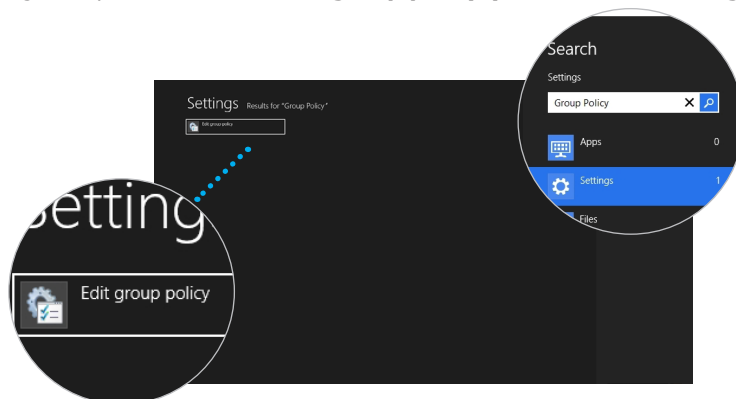 Search
Settings
Group Policy
Apps 0
Settings 1
Files
Settings Results for "Group Policy"
Edit group policy
etting
Edit group policy